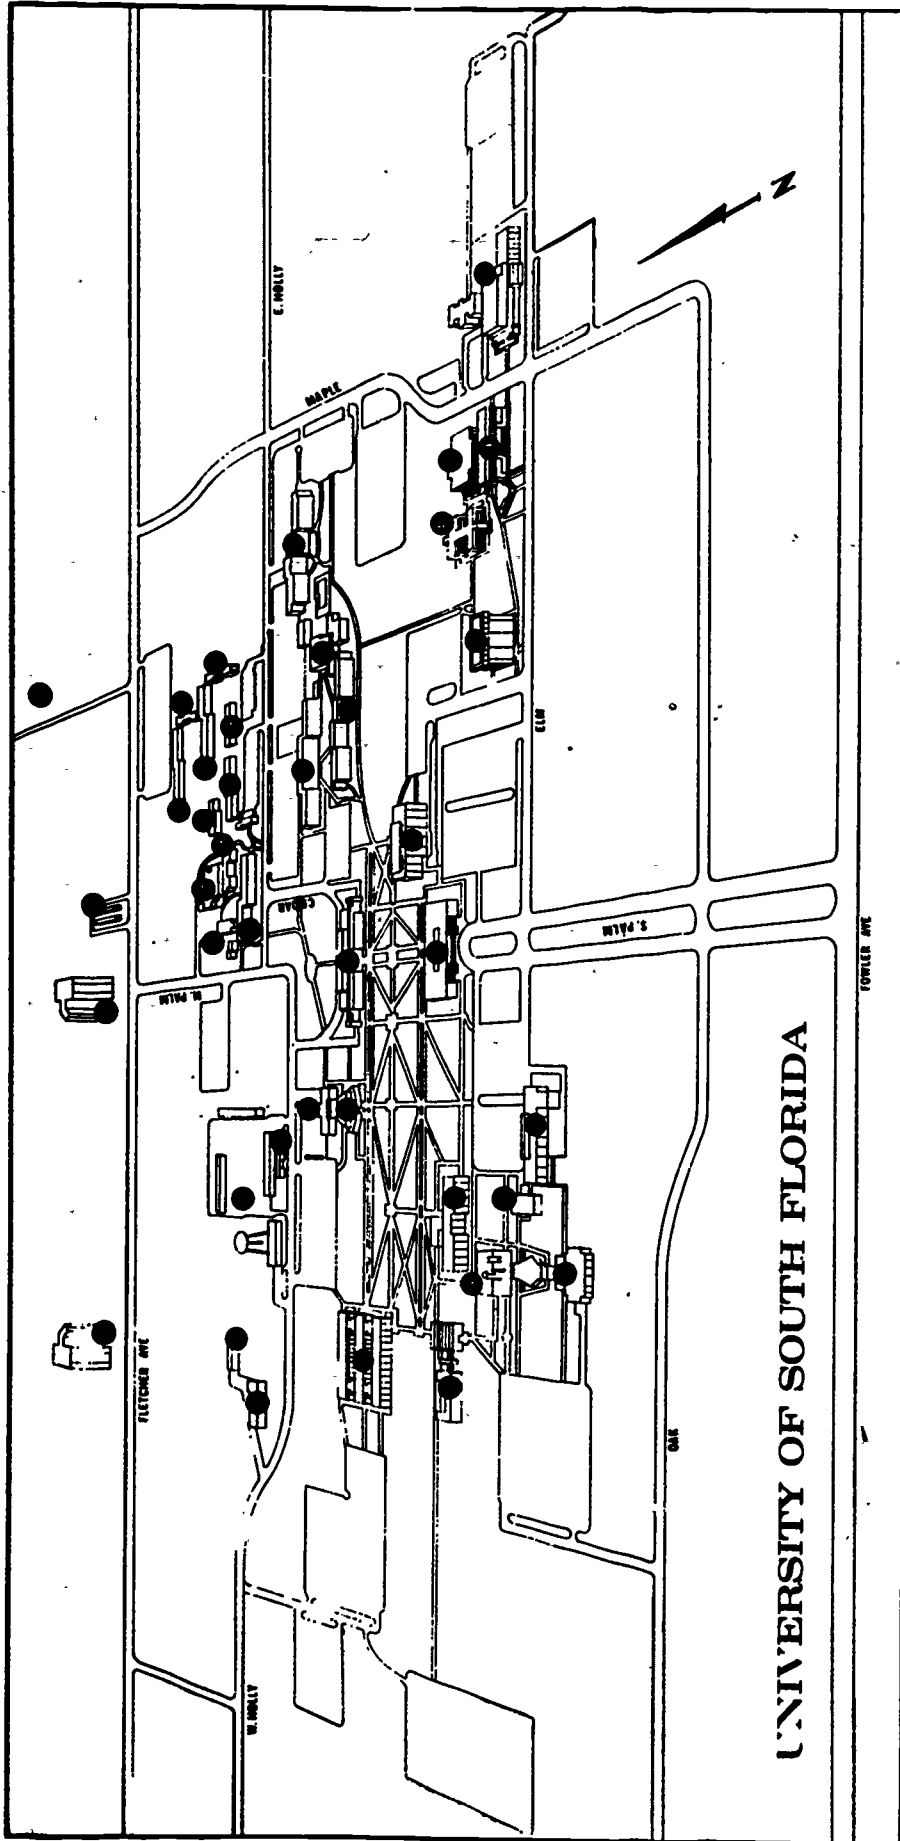 E. HOLLY
MAPLE
N
ELM
CEDAR
S. PALM
FOWLER AVE
N. PALM
UNIVERSITY OF SOUTH FLORIDA
FLETCHER AVE
OAK
W. HOLLY